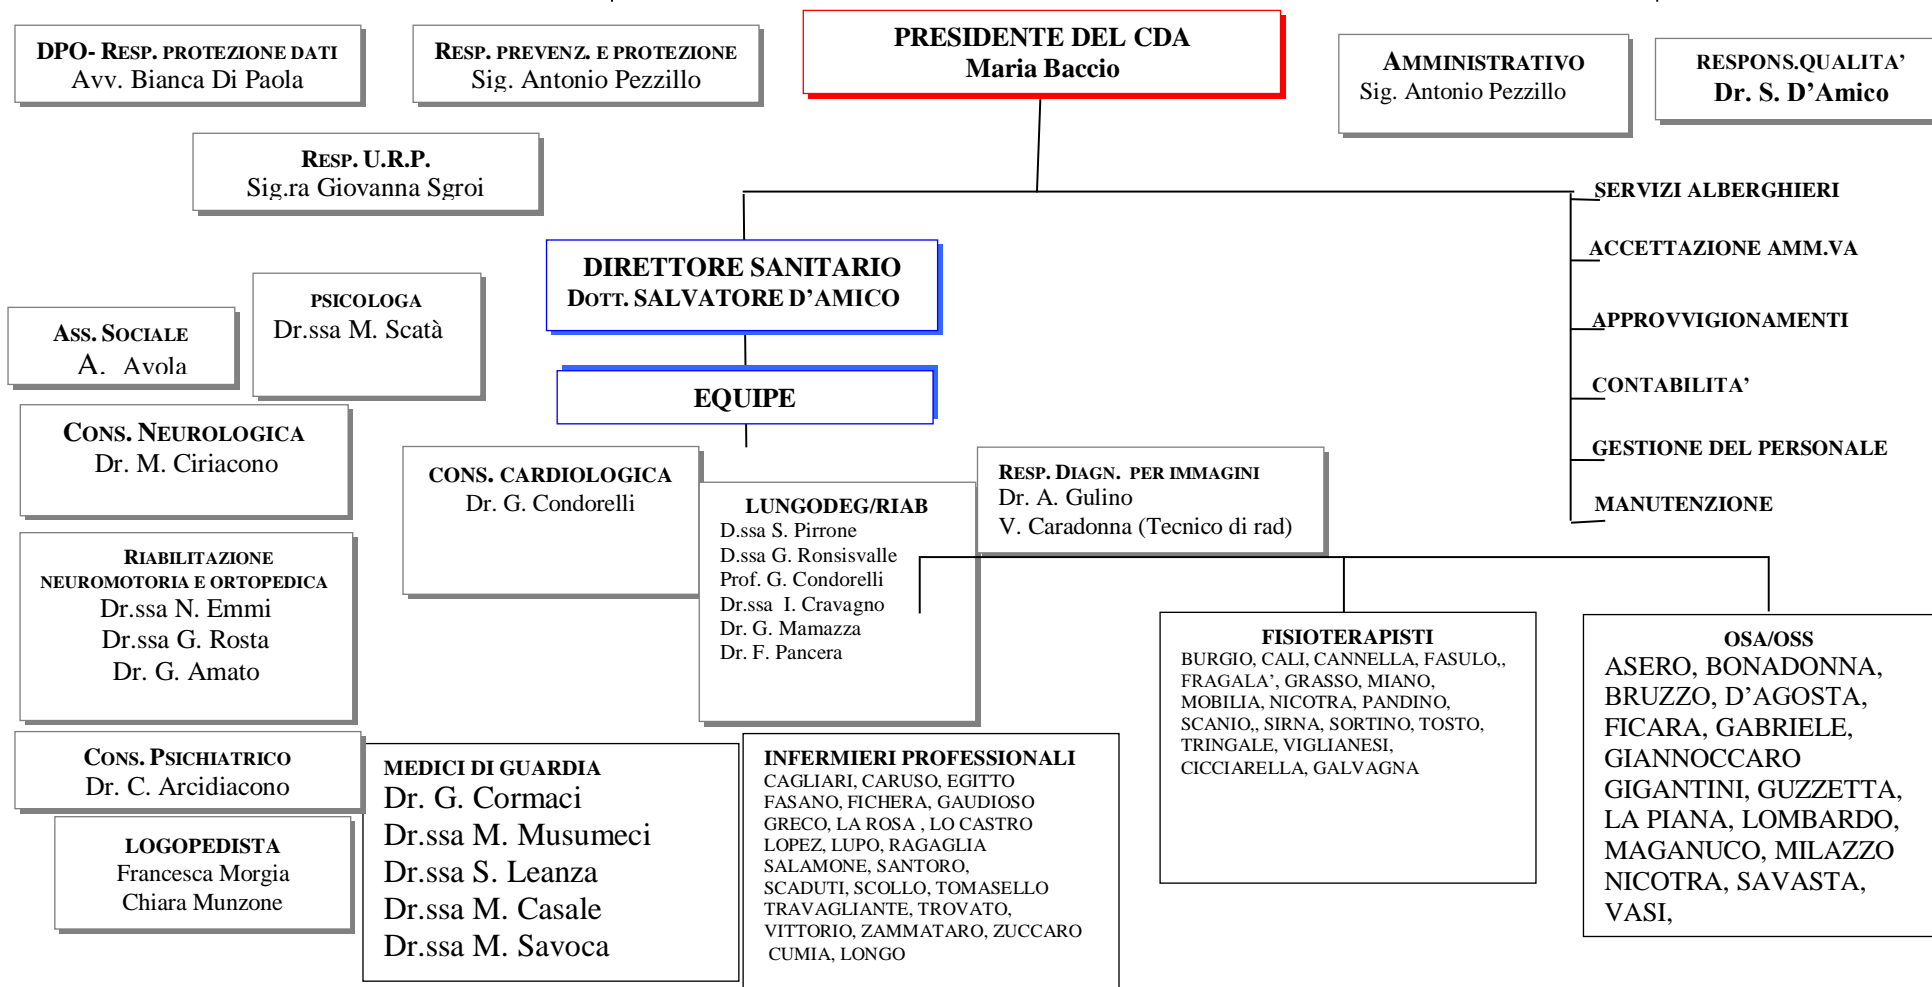 DPO- RESP. PROTEZIONE DATI
Avv. Bianca Di Paola
RESP. PREVENZ. E PROTEZIONE
Sig. Antonio Pezzillo
PRESIDENTE DEL CDA
Maria Baccio
AMMINISTRATIVO
Sig. Antonio Pezzillo
RESPONS.QUALITA’
Dr. S. D’Amico
RESP. U.R.P.
Sig.ra Giovanna Sgroi
SERVIZI ALBERGHIERI
ACCETTAZIONE AMM.VA
APPROVVIGIONAMENTI
CONTABILITA’
GESTIONE DEL PERSONALE
MANUTENZIONE
DIRETTORE SANITARIO
DOTT. SALVATORE D’AMICO
EQUIPE
PSICOLOGA
Dr.ssa M. Scatà
ASS. SOCIALE
A. Avola
CONS. NEUROLOGICA
Dr. M. Ciriacono
CONS. CARDIOLOGICA
Dr. G. Condorelli
LUNGODEG/RIAB
D.ssa S. Pirrone
D.ssa G. Ronsisvalle
Prof. G. Condorelli
Dr.ssa I. Cravagno
Dr. G. Mamazza
Dr. F. Pancera
RESP. DIAGN. PER IMMAGINI
Dr. A. Gulino
V. Caradonna (Tecnico di rad)
RIABILITAZIONE
NEUROMOTORIA E ORTOPEDICA
Dr.ssa N. Emmi
Dr.ssa G. Rosta
Dr. G. Amato
CONS. PSICHIATRICO
Dr. C. Arcidiacono
LOGOPEDISTA
Francesca Morgia
Chiara Munzone
MEDICI DI GUARDIA
Dr. G. Cormaci
Dr.ssa M. Musumeci
Dr.ssa S. Leanza
Dr.ssa M. Casale
Dr.ssa M. Savoca
INFERMIERI PROFESSIONALI
CAGLIARI, CARUSO, EGITTO
FASANO, FICHERA, GAUDIOSO
GRECO, LA ROSA , LO CASTRO
LOPEZ, LUPO, RAGAGLIA
SALAMONE, SANTORO,
SCADUTI, SCOLLO, TOMASELLO
TRAVAGLIANTE, TROVATO,
VITTORIO, ZAMMATARO, ZUCCARO
CUMIA, LONGO
FISIOTERAPISTI
BURGIO, CALI, CANNELLA, FASULO,,
FRAGALA’, GRASSO, MIANO,
MOBILIA, NICOTRA, PANDINO,
SCANIO,, SIRNA, SORTINO, TOSTO,
TRINGALE, VIGLIANESI,
CICCIARELLA, GALVAGNA
OSA/OSS
ASERO, BONADONNA,
BRUZZO, D’AGOSTA,
FICARA, GABRIELE,
GIANNOCCARO
GIGANTINI, GUZZETTA,
LA PIANA, LOMBARDO,
MAGANUCO, MILAZZO
NICOTRA, SAVASTA,
VASI,